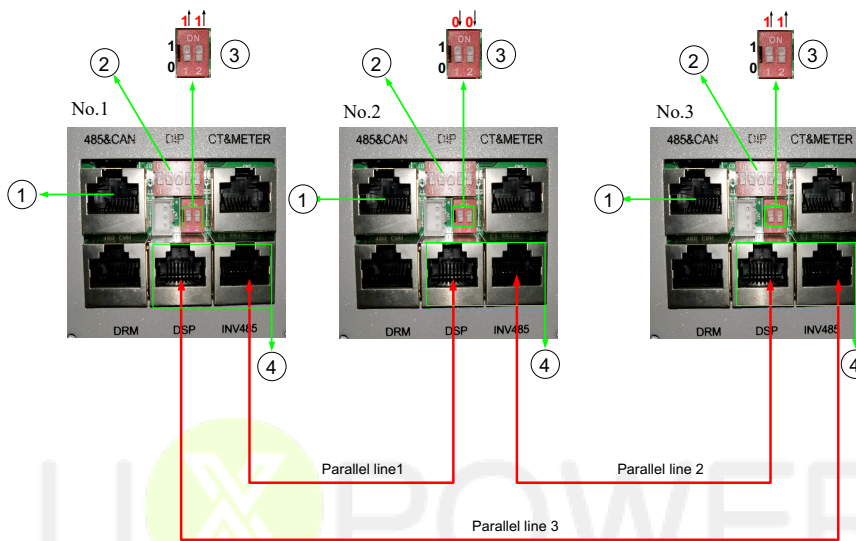 1 1
0 0
1 1
ON
1
0
1 2
3
ON
1
0
1 2
3
ON
1
0
1 2
3
2
2
2
No.1
No.2
No.3
485&CAN DIP CT&METER
485&CAN DIP CT&METER
485&CAN DIP CT&METER
1
1
1
DRM DSP INV485
DRM DSP INV485
DRM DSP INV485
4
4
4
Parallel line1
Parallel line 2
Parallel line 3
POWER